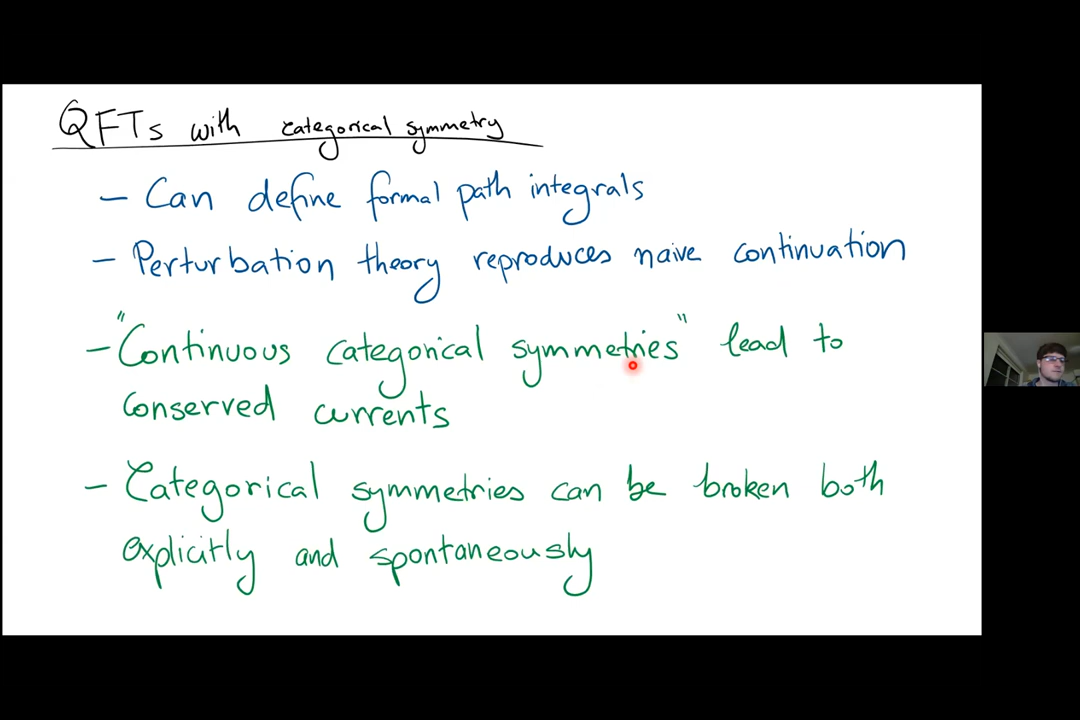 QFTs with categorical symmetry
- Can define formal path integrals
- Perturbation theory reproduces naive continuation
- "Continuous categorical symmetries" lead to
conserved currents
- Categorical symmetries can be broken both
explicitly and spontaneously